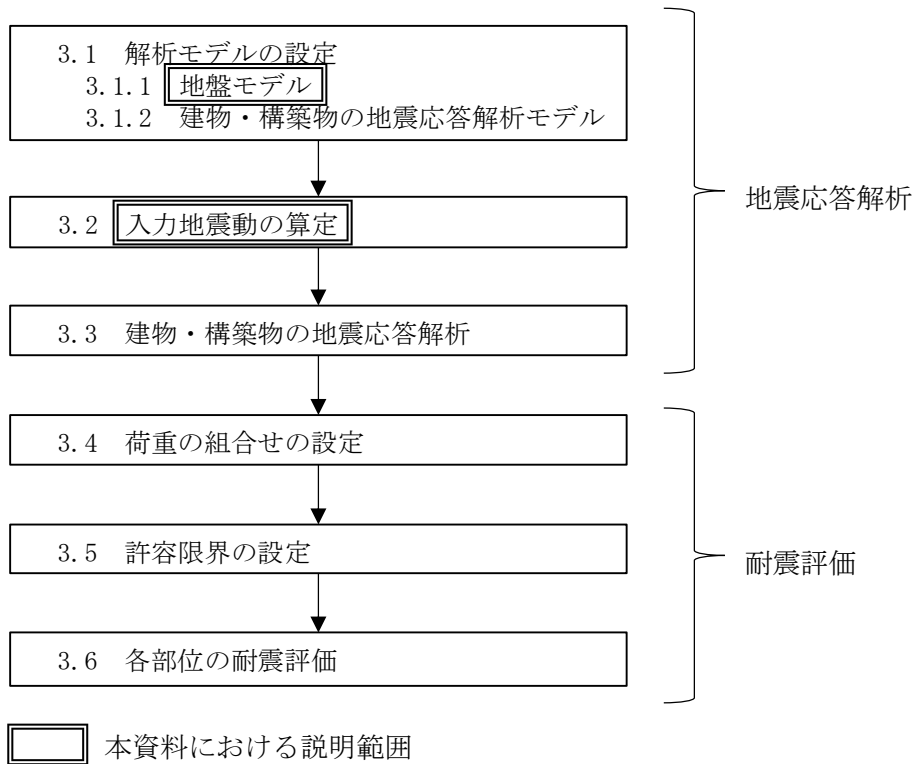 3.1 解析モデルの設定
3.1.1 地盤モデル
3.1.2 建物・構築物の地震応答解析モデル
3.2 入力地震動の算定
3.3 建物・構築物の地震応答解析
地震応答解析
3.4 荷重の組合せの設定
3.5 許容限界の設定
3.6 各部位の耐震評価
耐震評価
本資料における説明範囲